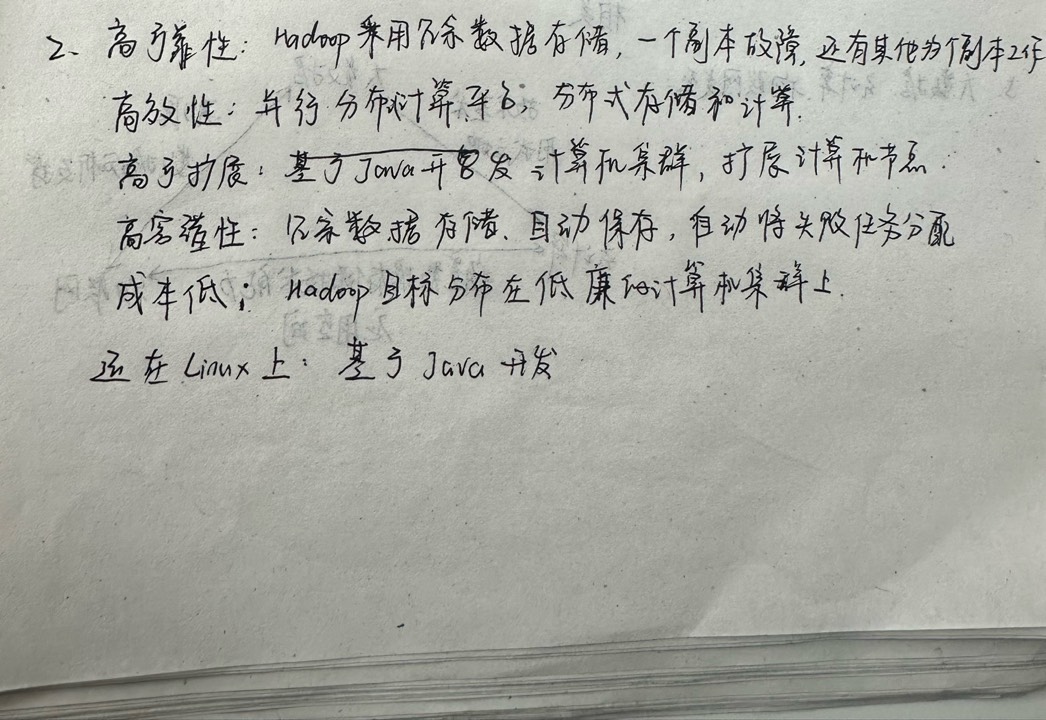 2. 高可靠性：Hadoop采用冗余数据存储，一个副本故障，还有其他为个副本工作
高效性：并行分布式计算平台，分布式存储和计算.
高可扩展：基于Java开发 计算机集群，扩展计算机节点.
高容错性：冗余数据存储、自动保存，自动将失败任务分配
成本低；Hadoop目标分布在低廉的计算机集群上.
运在Linux上：基于Java开发